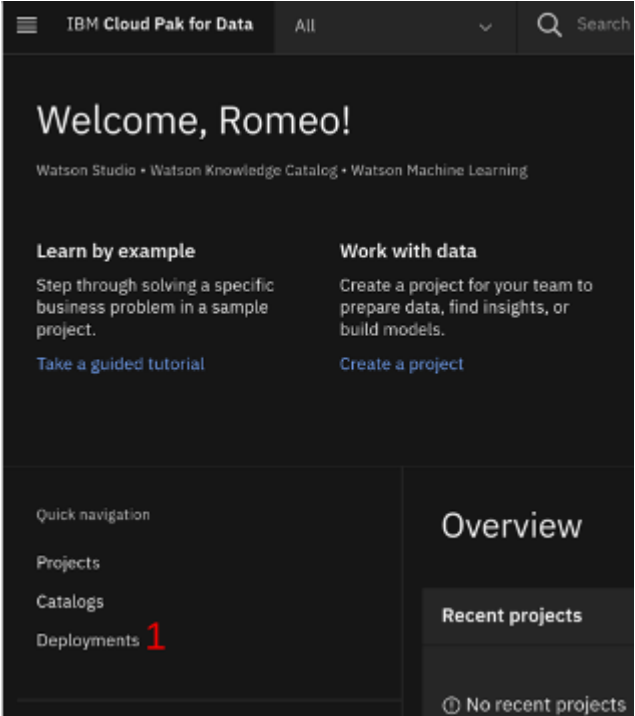 IBM Cloud Pak for Data
All
Search
Welcome, Romeo!
Watson Studio • Watson Knowledge Catalog • Watson Machine Learning
Learn by example
Step through solving a specific
business problem in a sample
project.
Take a guided tutorial
Work with data
Create a project for your team to
prepare data, find insights, or
build models.
Create a project
Quick navigation
Projects
Catalogs
Deployments 1
Overview
Recent projects
No recent projects